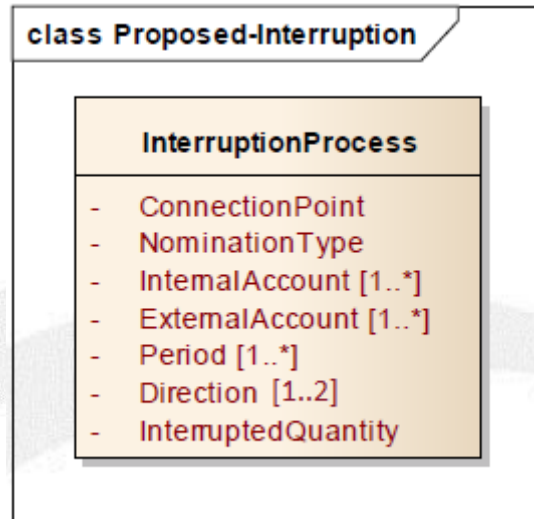 class Proposed-Interruption
InterruptionProcess
- ConnectionPoint
- NominationType
- InternalAccount [1..*]
- ExternalAccount [1..*]
- Period [1..*]
- Direction [1..2]
- InterruptedQuantity